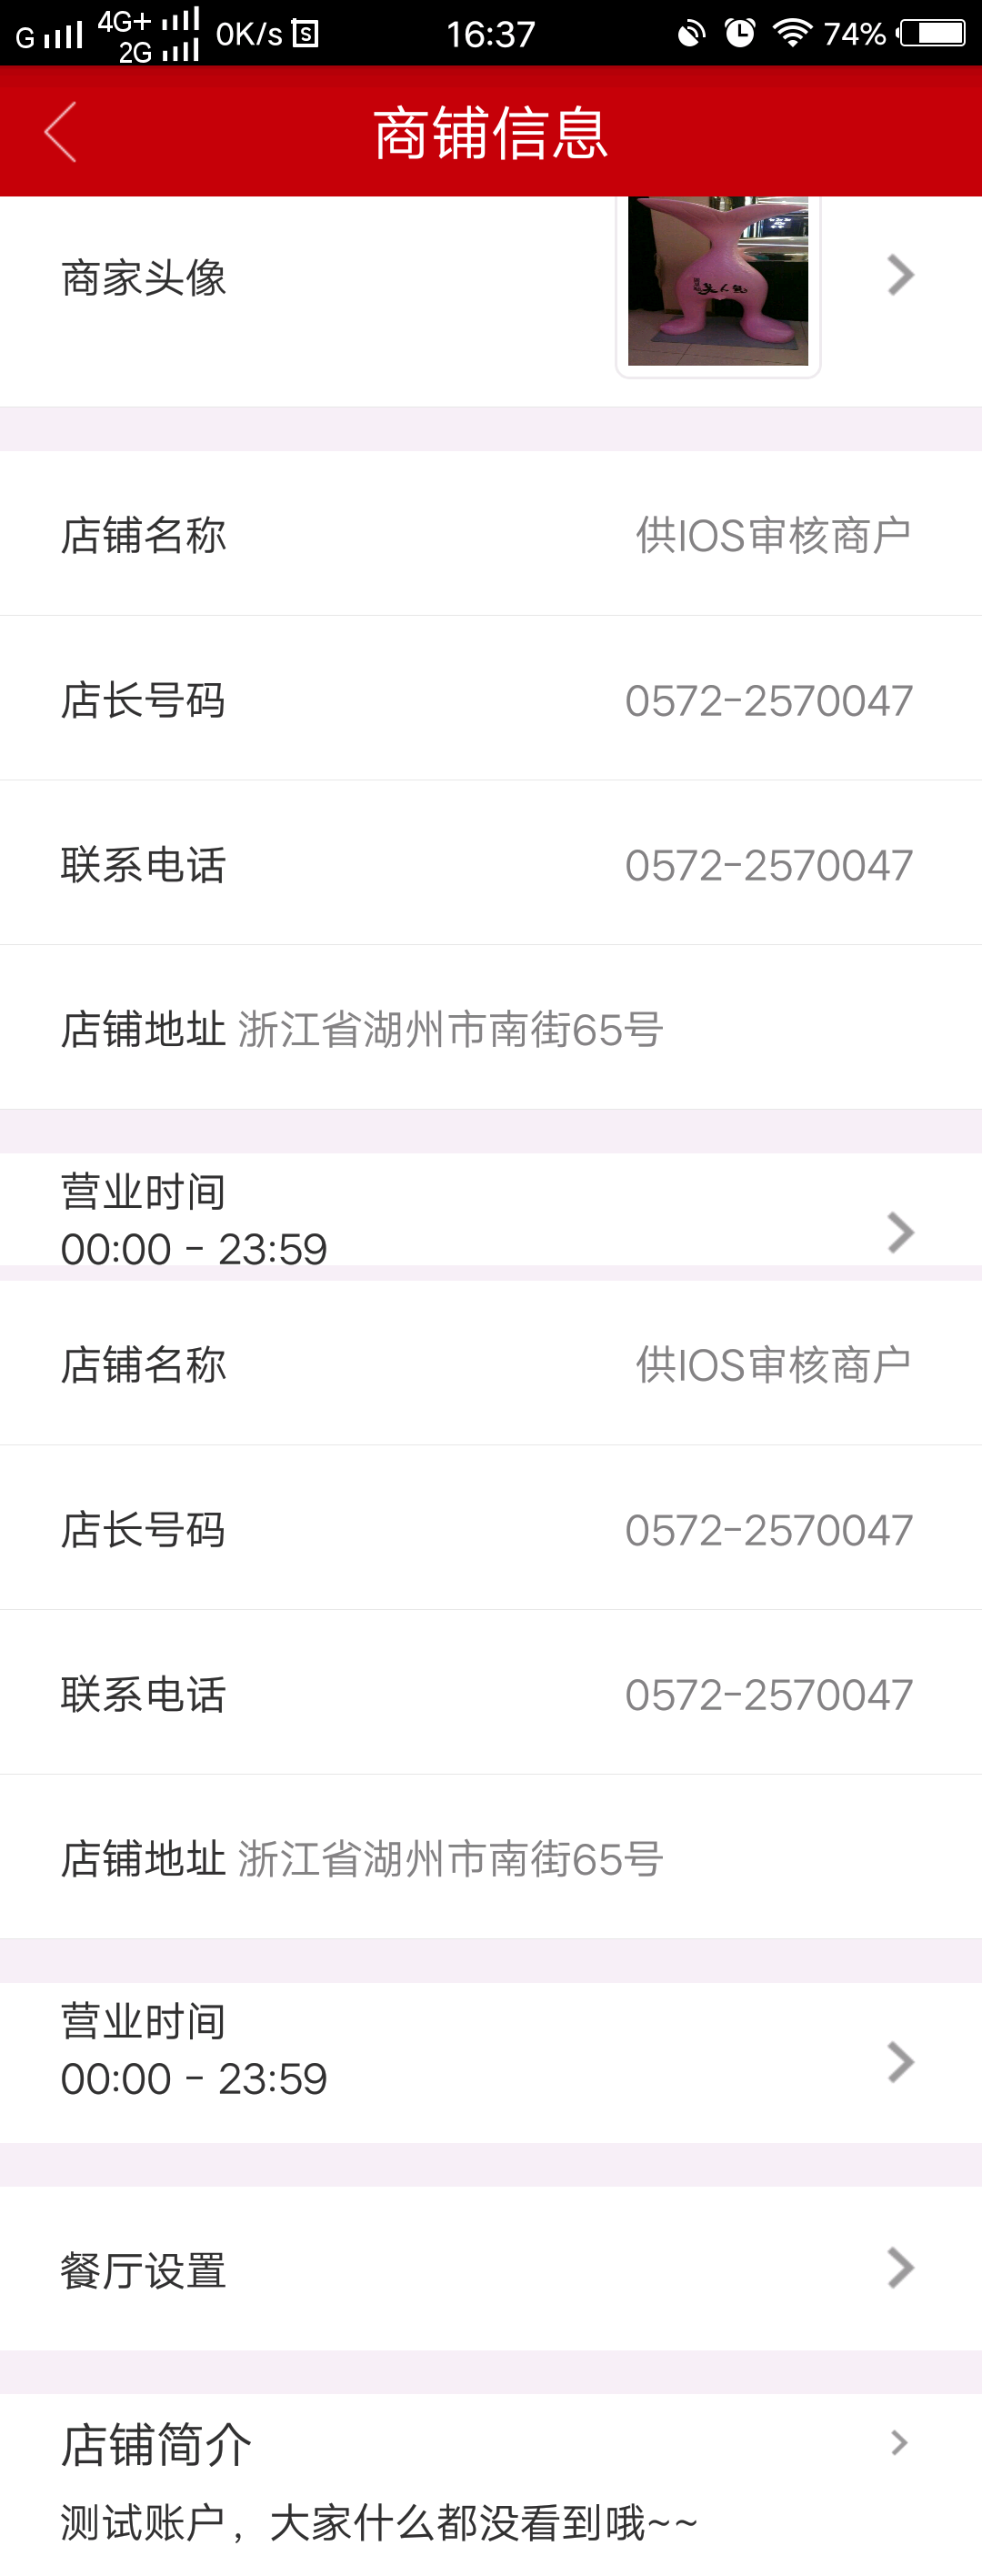 G 4G+ 2G 0K/s 16:37 74%
商铺信息
商家头像
美人鱼
店铺名称 供IOS审核商户
店长号码 0572-2570047
联系电话 0572-2570047
店铺地址 浙江省湖州市南街65号
营业时间
00:00 - 23:59
店铺名称 供IOS审核商户
店长号码 0572-2570047
联系电话 0572-2570047
店铺地址 浙江省湖州市南街65号
营业时间
00:00 - 23:59
餐厅设置
店铺简介
测试账户，大家什么都没看到哦~~